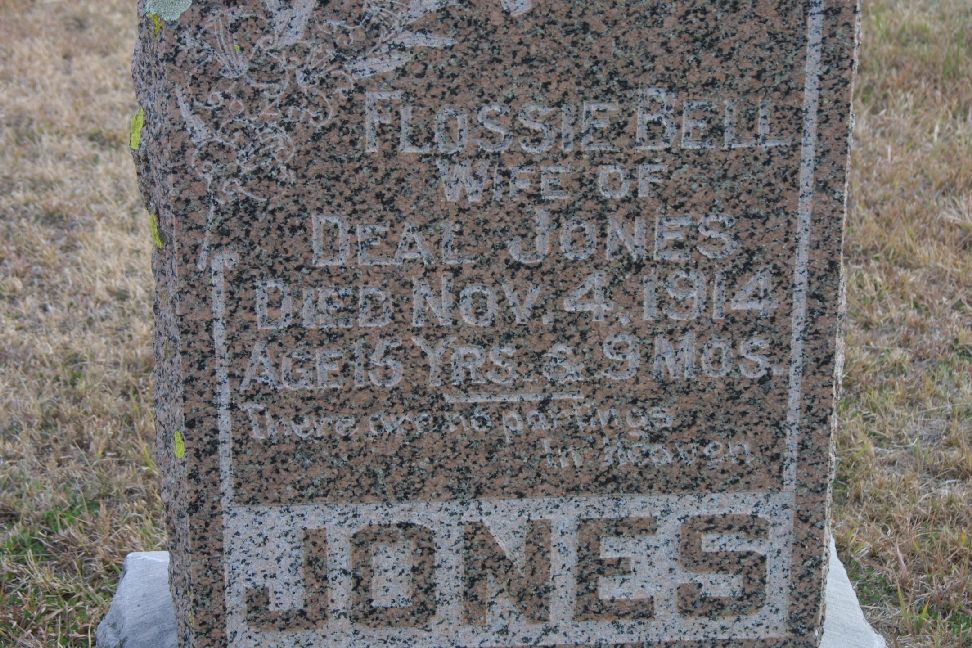 FLOSSIE BELL
WIFE OF
DEAL JONES
DIED NOV. 4, 1914
AGE 15 YRS. & 9 MOS.
There are no partings
in heaven
JONES